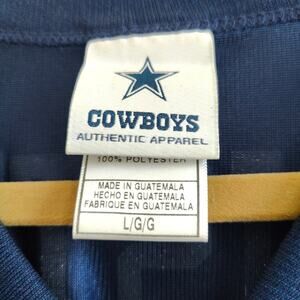 COWBOYS
AUTHENTIC APPAREL
100% POLYESTER
MADE IN GUATEMALA
HECHO EN GUATEMALA
FABRIQUE EN GUATEMALA
L/G/G